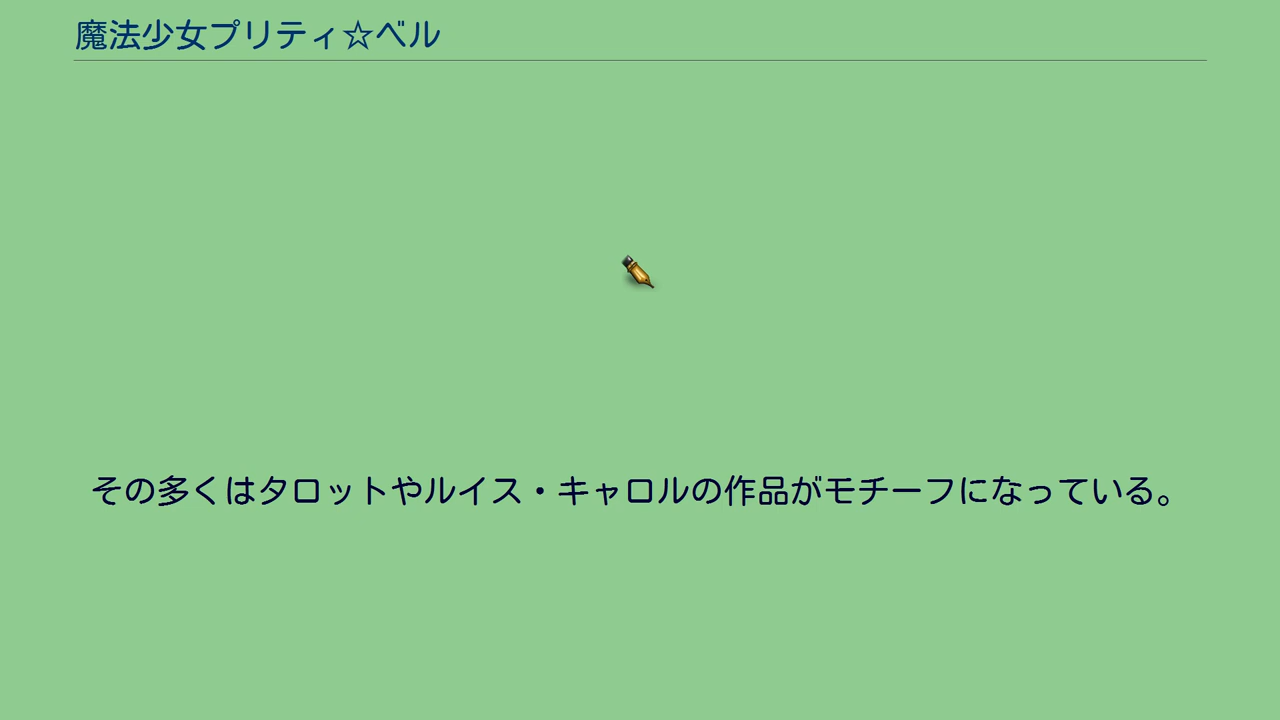 魔法少女プリティ☆ベル
その多くはタロットやルイス・キャロルの作品がモチーフになっている。